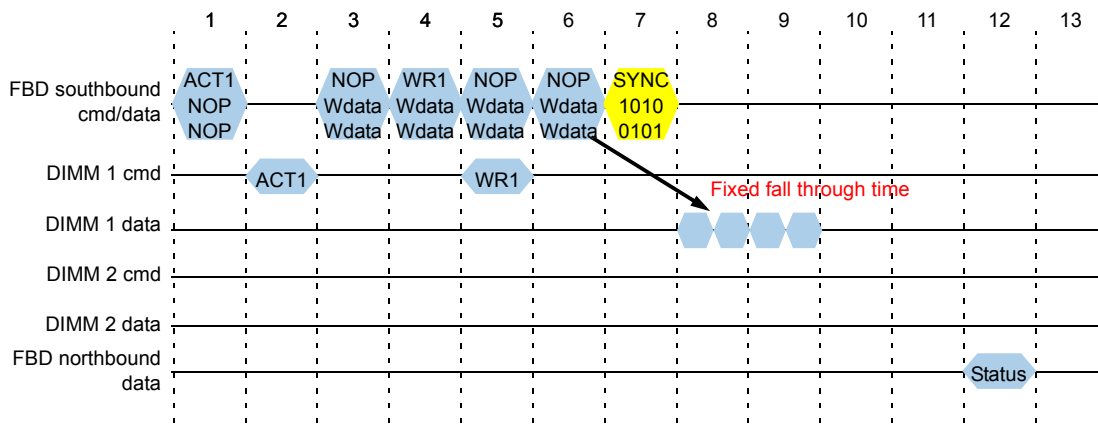 1 2 3 4 5 6 7 8 9 10 11 12 13
FBD southbound
cmd/data
ACT1
NOP
NOP
NOP
Wdata
Wdata
WR1
Wdata
Wdata
NOP
Wdata
Wdata
NOP
Wdata
Wdata
SYNC
1010
0101
DIMM 1 cmd
ACT1
WR1
Fixed fall through time
DIMM 1 data
DIMM 2 cmd
DIMM 2 data
FBD northbound
data
Status